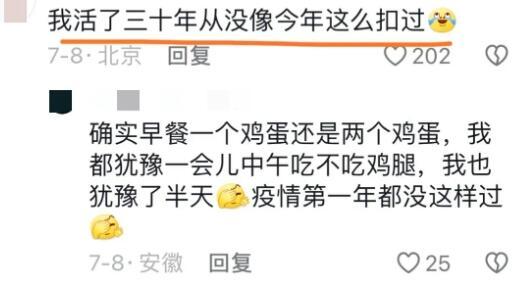 我活了三十年从没像今年这么扣过😂
7-8·北京 回复 202
确实早餐一个鸡蛋还是两个鸡蛋，我
都犹豫一会儿中午吃不吃鸡腿，我也
犹豫了半天疫情第一年都没这样过
7-8·安徽 回复 25